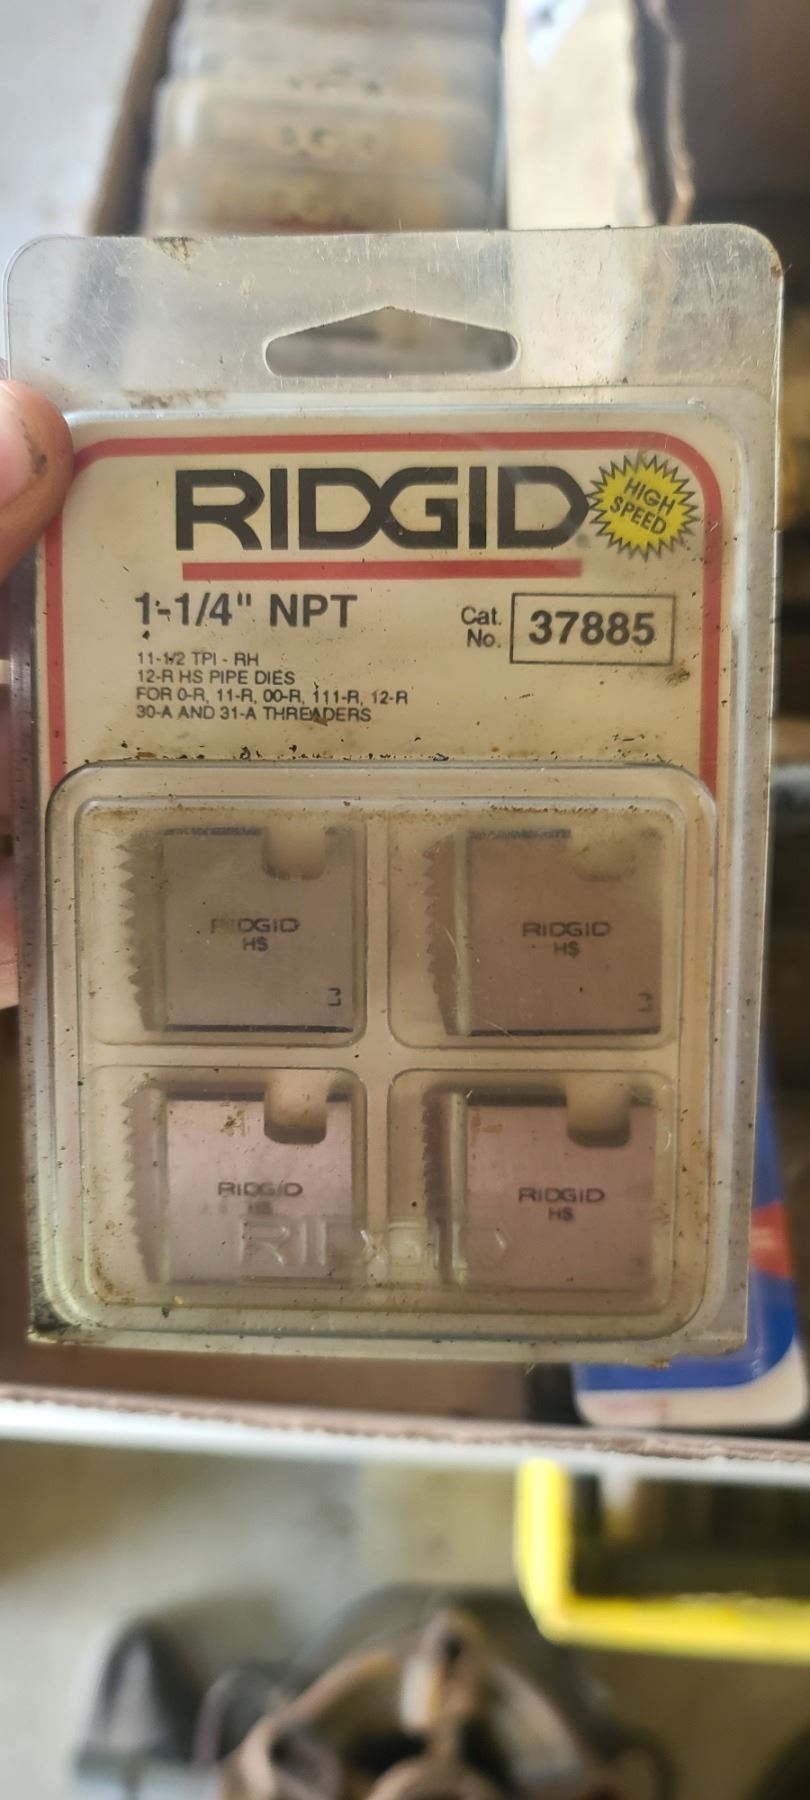 RIDGID
HIGH
SPEED
1-1/4" NPT
Cat.
No.
37885
11-1/2 TPI - RH
12-R HS PIPE DIES
FOR 0-R, 11-R, 00-R, 111-R, 12-R
30-A AND 31-A THREADERS
RIDGID
HS
RIDGID
HS
RIDGID
HS
RIDGID
HS
RIDGID